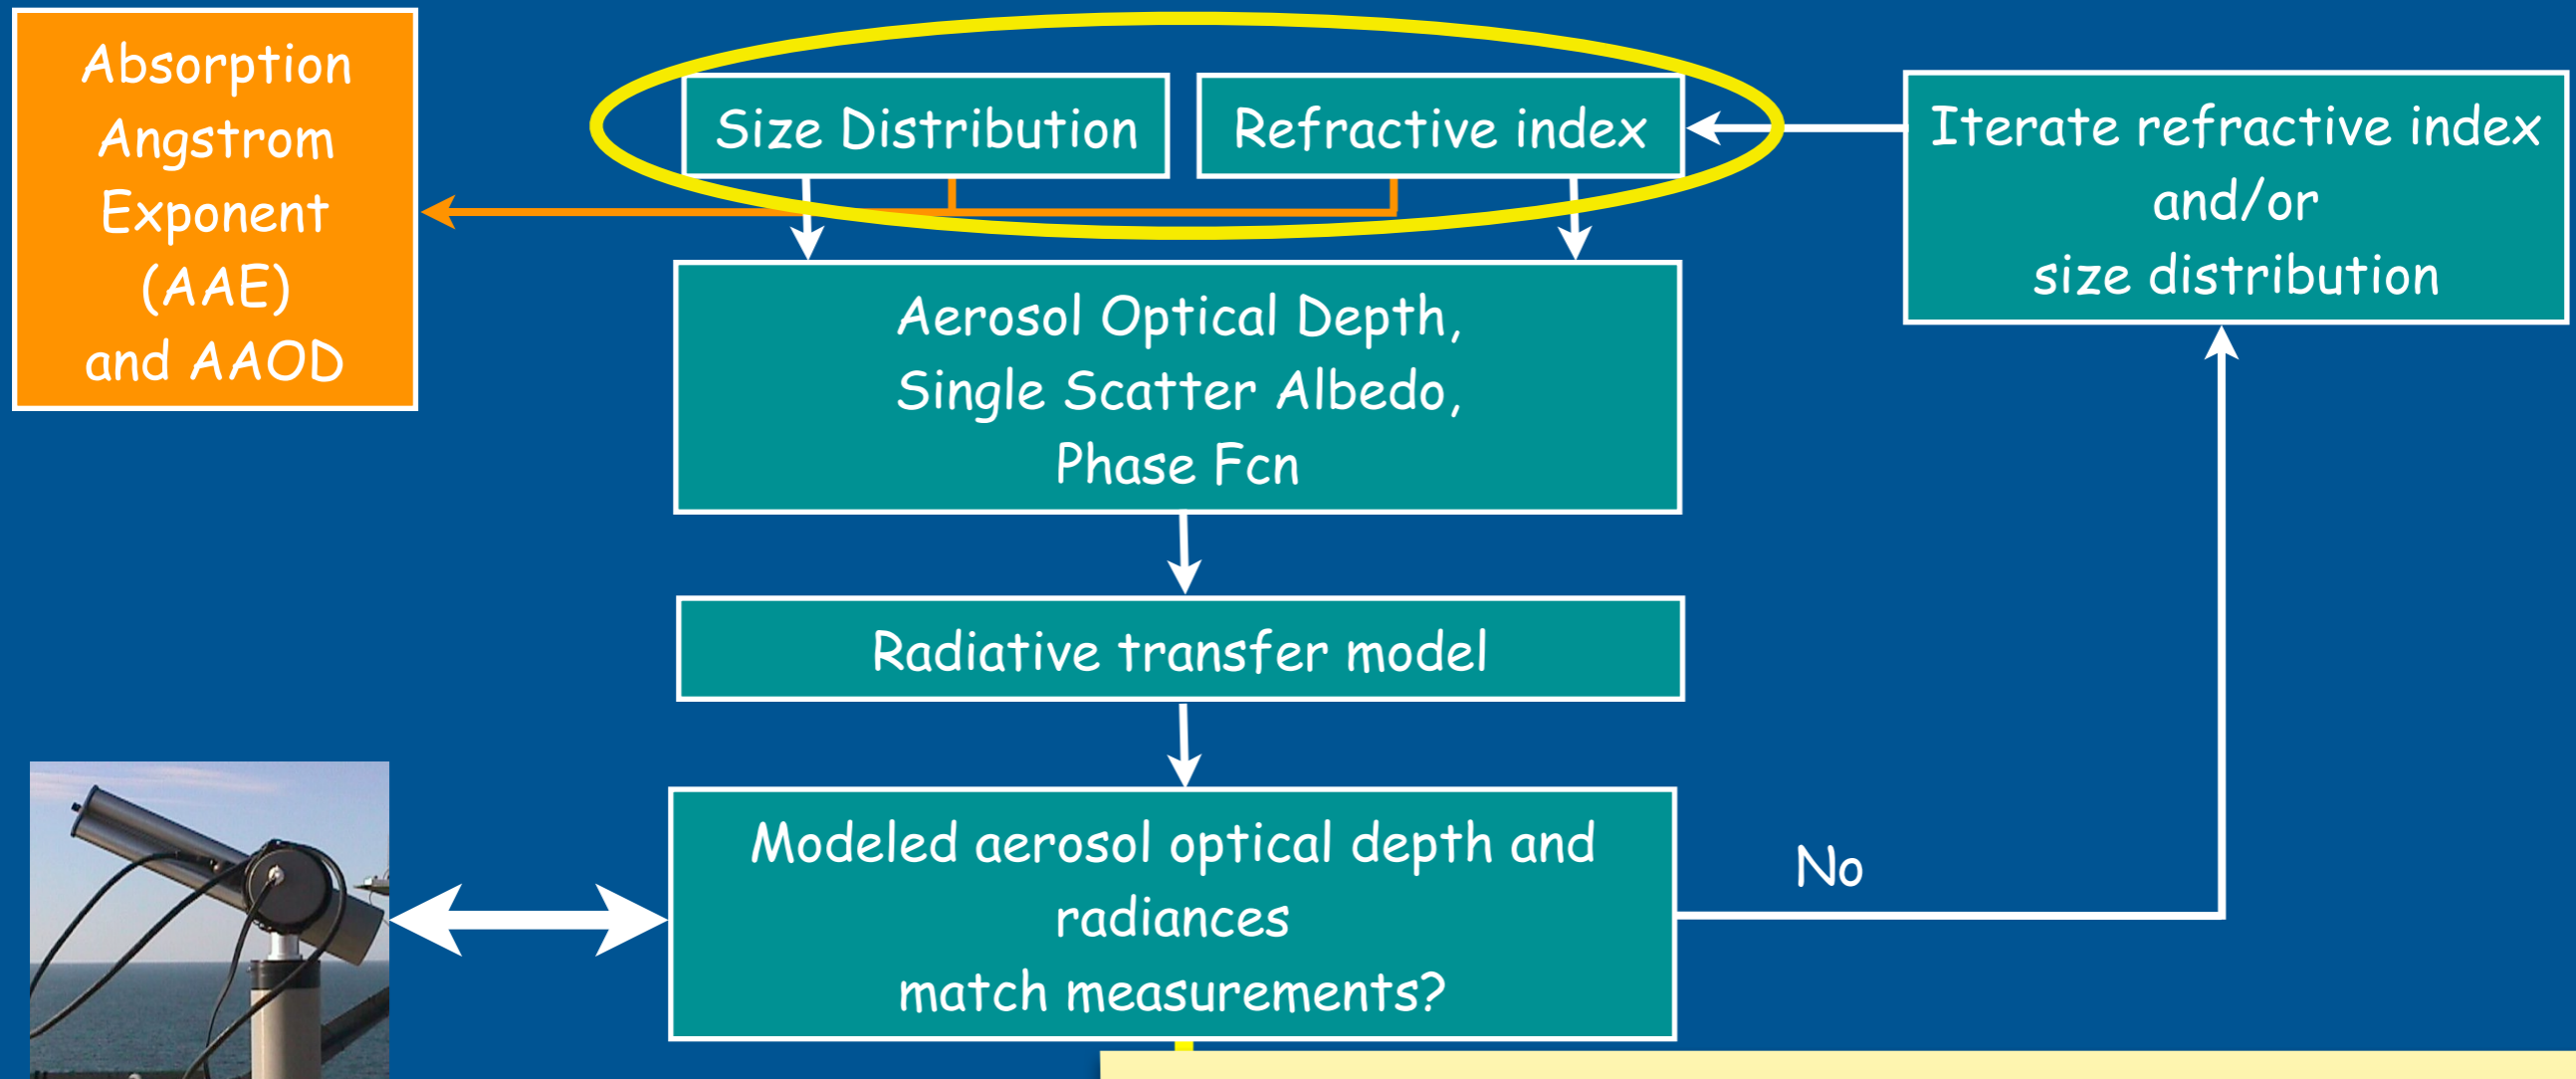 Absorption
Angstrom
Exponent
(AAE)
and AAOD
Size Distribution
Refractive index
Iterate refractive index
and/or
size distribution
Aerosol Optical Depth,
Single Scatter Albedo,
Phase Fcn
Radiative transfer model
Modeled aerosol optical depth and
radiances
match measurements?
No